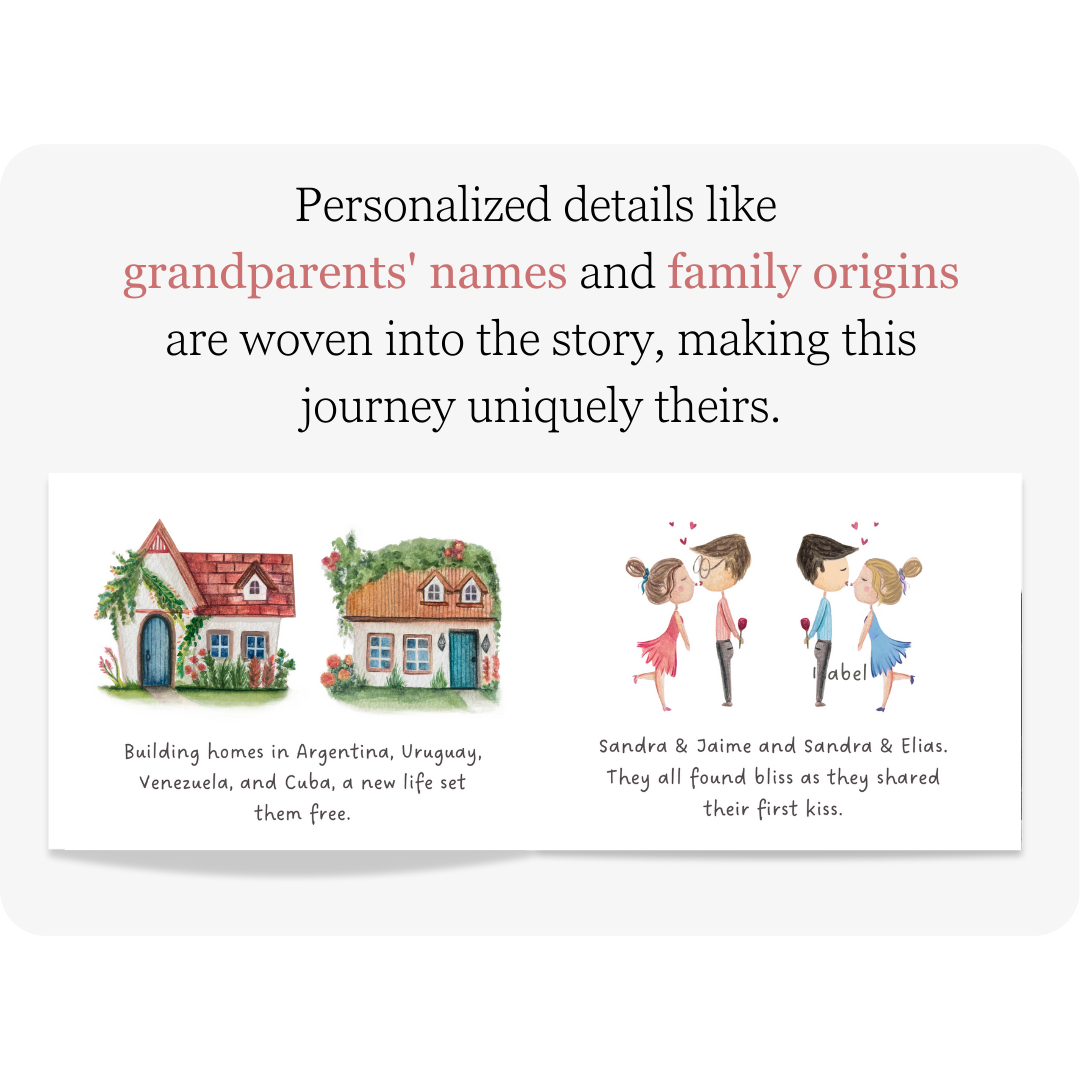 Personalized details like
grandparents' names and family origins
are woven into the story, making this
journey uniquely theirs.
Building homes in Argentina, Uruguay,
Venezuela, and Cuba, a new life set
them free.
Sandra & Jaime and Sandra & Elias.
They all found bliss as they shared
their first kiss.